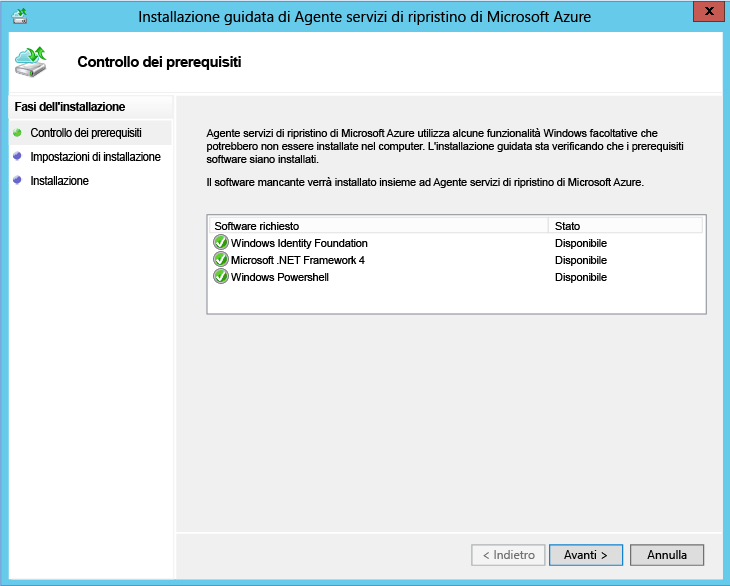 Installazione guidata di Agente servizi di ripristino di Microsoft Azure
x
Controllo dei prerequisiti
Fasi dell'installazione
Controllo dei prerequisiti
Impostazioni di installazione
Installazione
Agente servizi di ripristino di Microsoft Azure utilizza alcune funzionalità Windows facoltative che
potrebbero non essere installate nel computer. L'installazione guidata sta verificando che i prerequisiti
software siano installati.
Il software mancante verrà installato insieme ad Agente servizi di ripristino di Microsoft Azure.
Software richiesto Stato
Windows Identity Foundation Disponibile
Microsoft .NET Framework 4 Disponibile
Windows Powershell Disponibile
< Indietro Avanti > Annulla